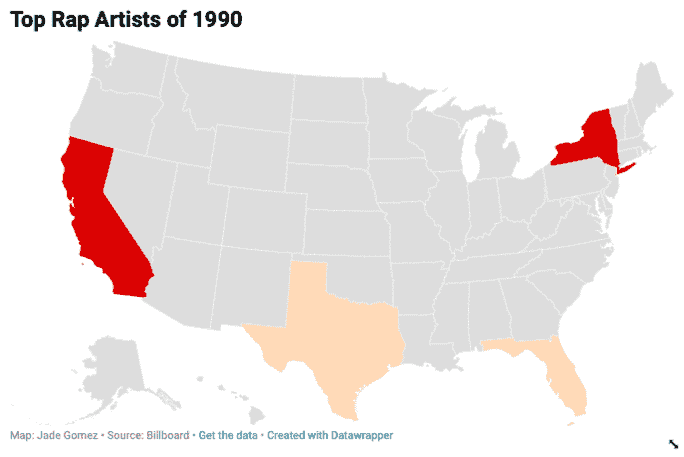 Top Rap Artists of 1990
Map: Jade Gomez • Source: Billboard • Get the data • Created with Datawrapper